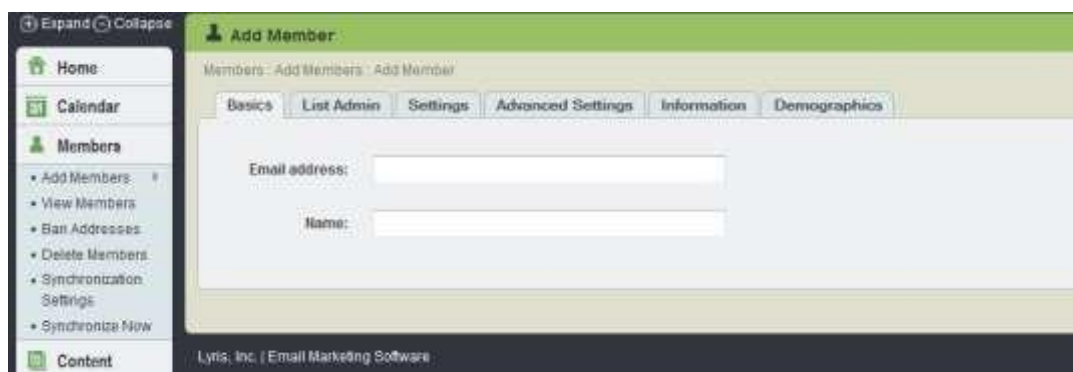 Expand Collapse
Home
Calendar
Members
• Add Members
• View Members
• Ban Addresses
• Delete Members
• Synchronization
Settings
• Synchronize Now
Content
Add Member
Members : Add Members : Add Member
Basics List Admin Settings Advanced Settings Information Demographics
Email address:
Name:
Lyris, Inc. | Email Marketing Software